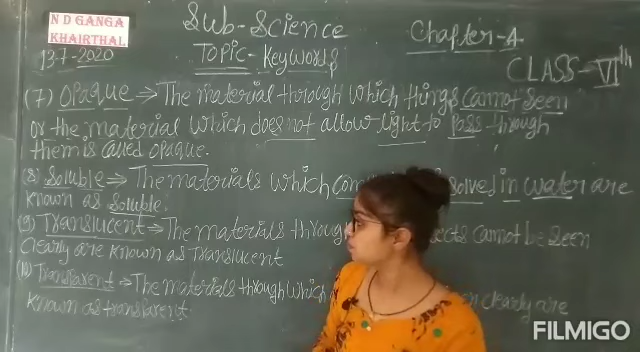 N D GANGA
KHAIRTHAL
13-7-2020
Sub-Science
Chapter-4
TOPIC- Keywords
CLASS-VIth
(7) Opaque → The material through which things Cannot Seen
or the material which does not allow light to pass through
them is called opaque.
(8) Soluble → The materials which solved in water are
known as soluble.
(9) Translucent → The materials through cannot be seen
clearly are known as Translucent
(10) Transparent → The materials through which clearly are
known as transparent.
FILMIGO